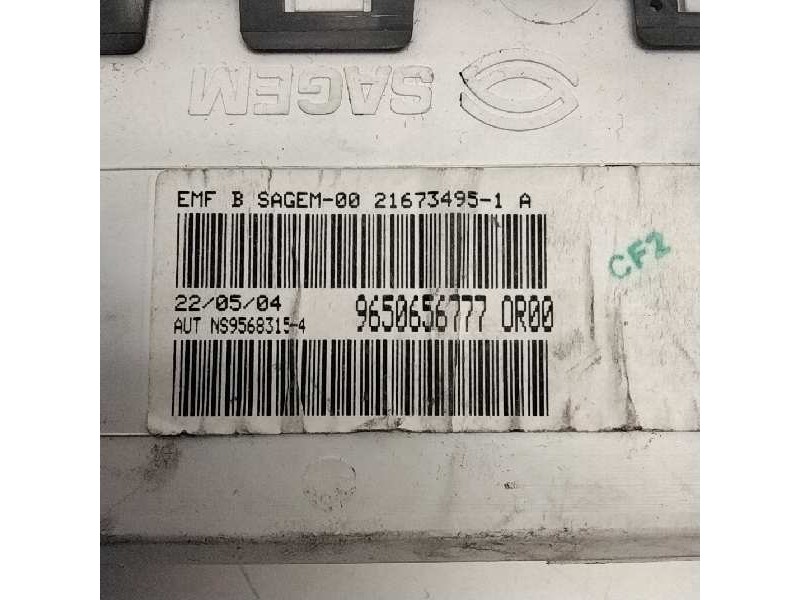 SAGEM
EMF B SAGEM-00 21673495-1 A
22/05/04
9650656777 0R00
AUT NS9568315-4
CF2